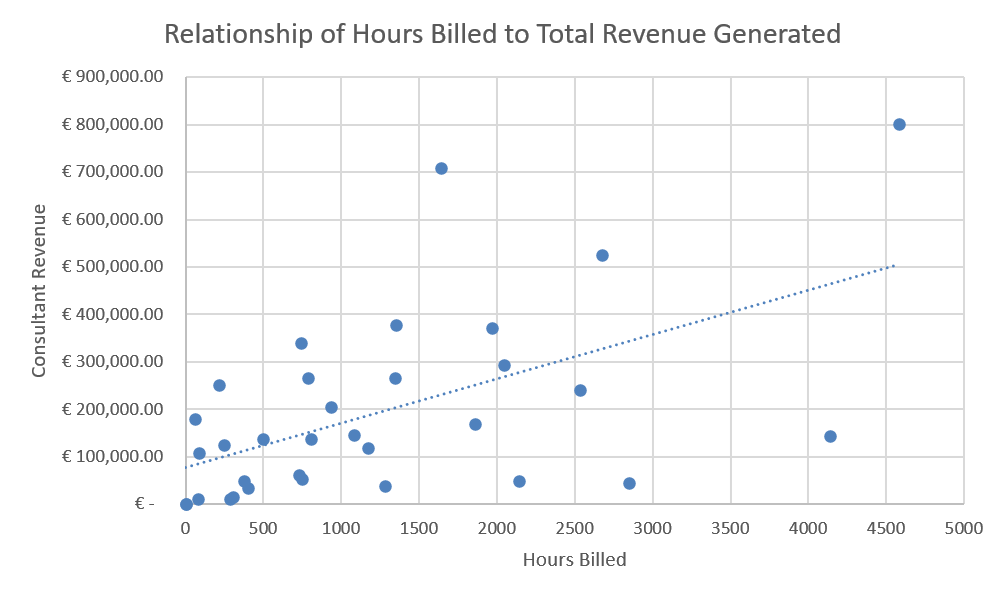 Relationship of Hours Billed to Total Revenue Generated
€ 900,000.00
€ 800,000.00
€ 700,000.00
€ 600,000.00
€ 500,000.00
€ 400,000.00
€ 300,000.00
€ 200,000.00
€ 100,000.00
€ -
Consultant Revenue
0 500 1000 1500 2000 2500 3000 3500 4000 4500 5000
Hours Billed